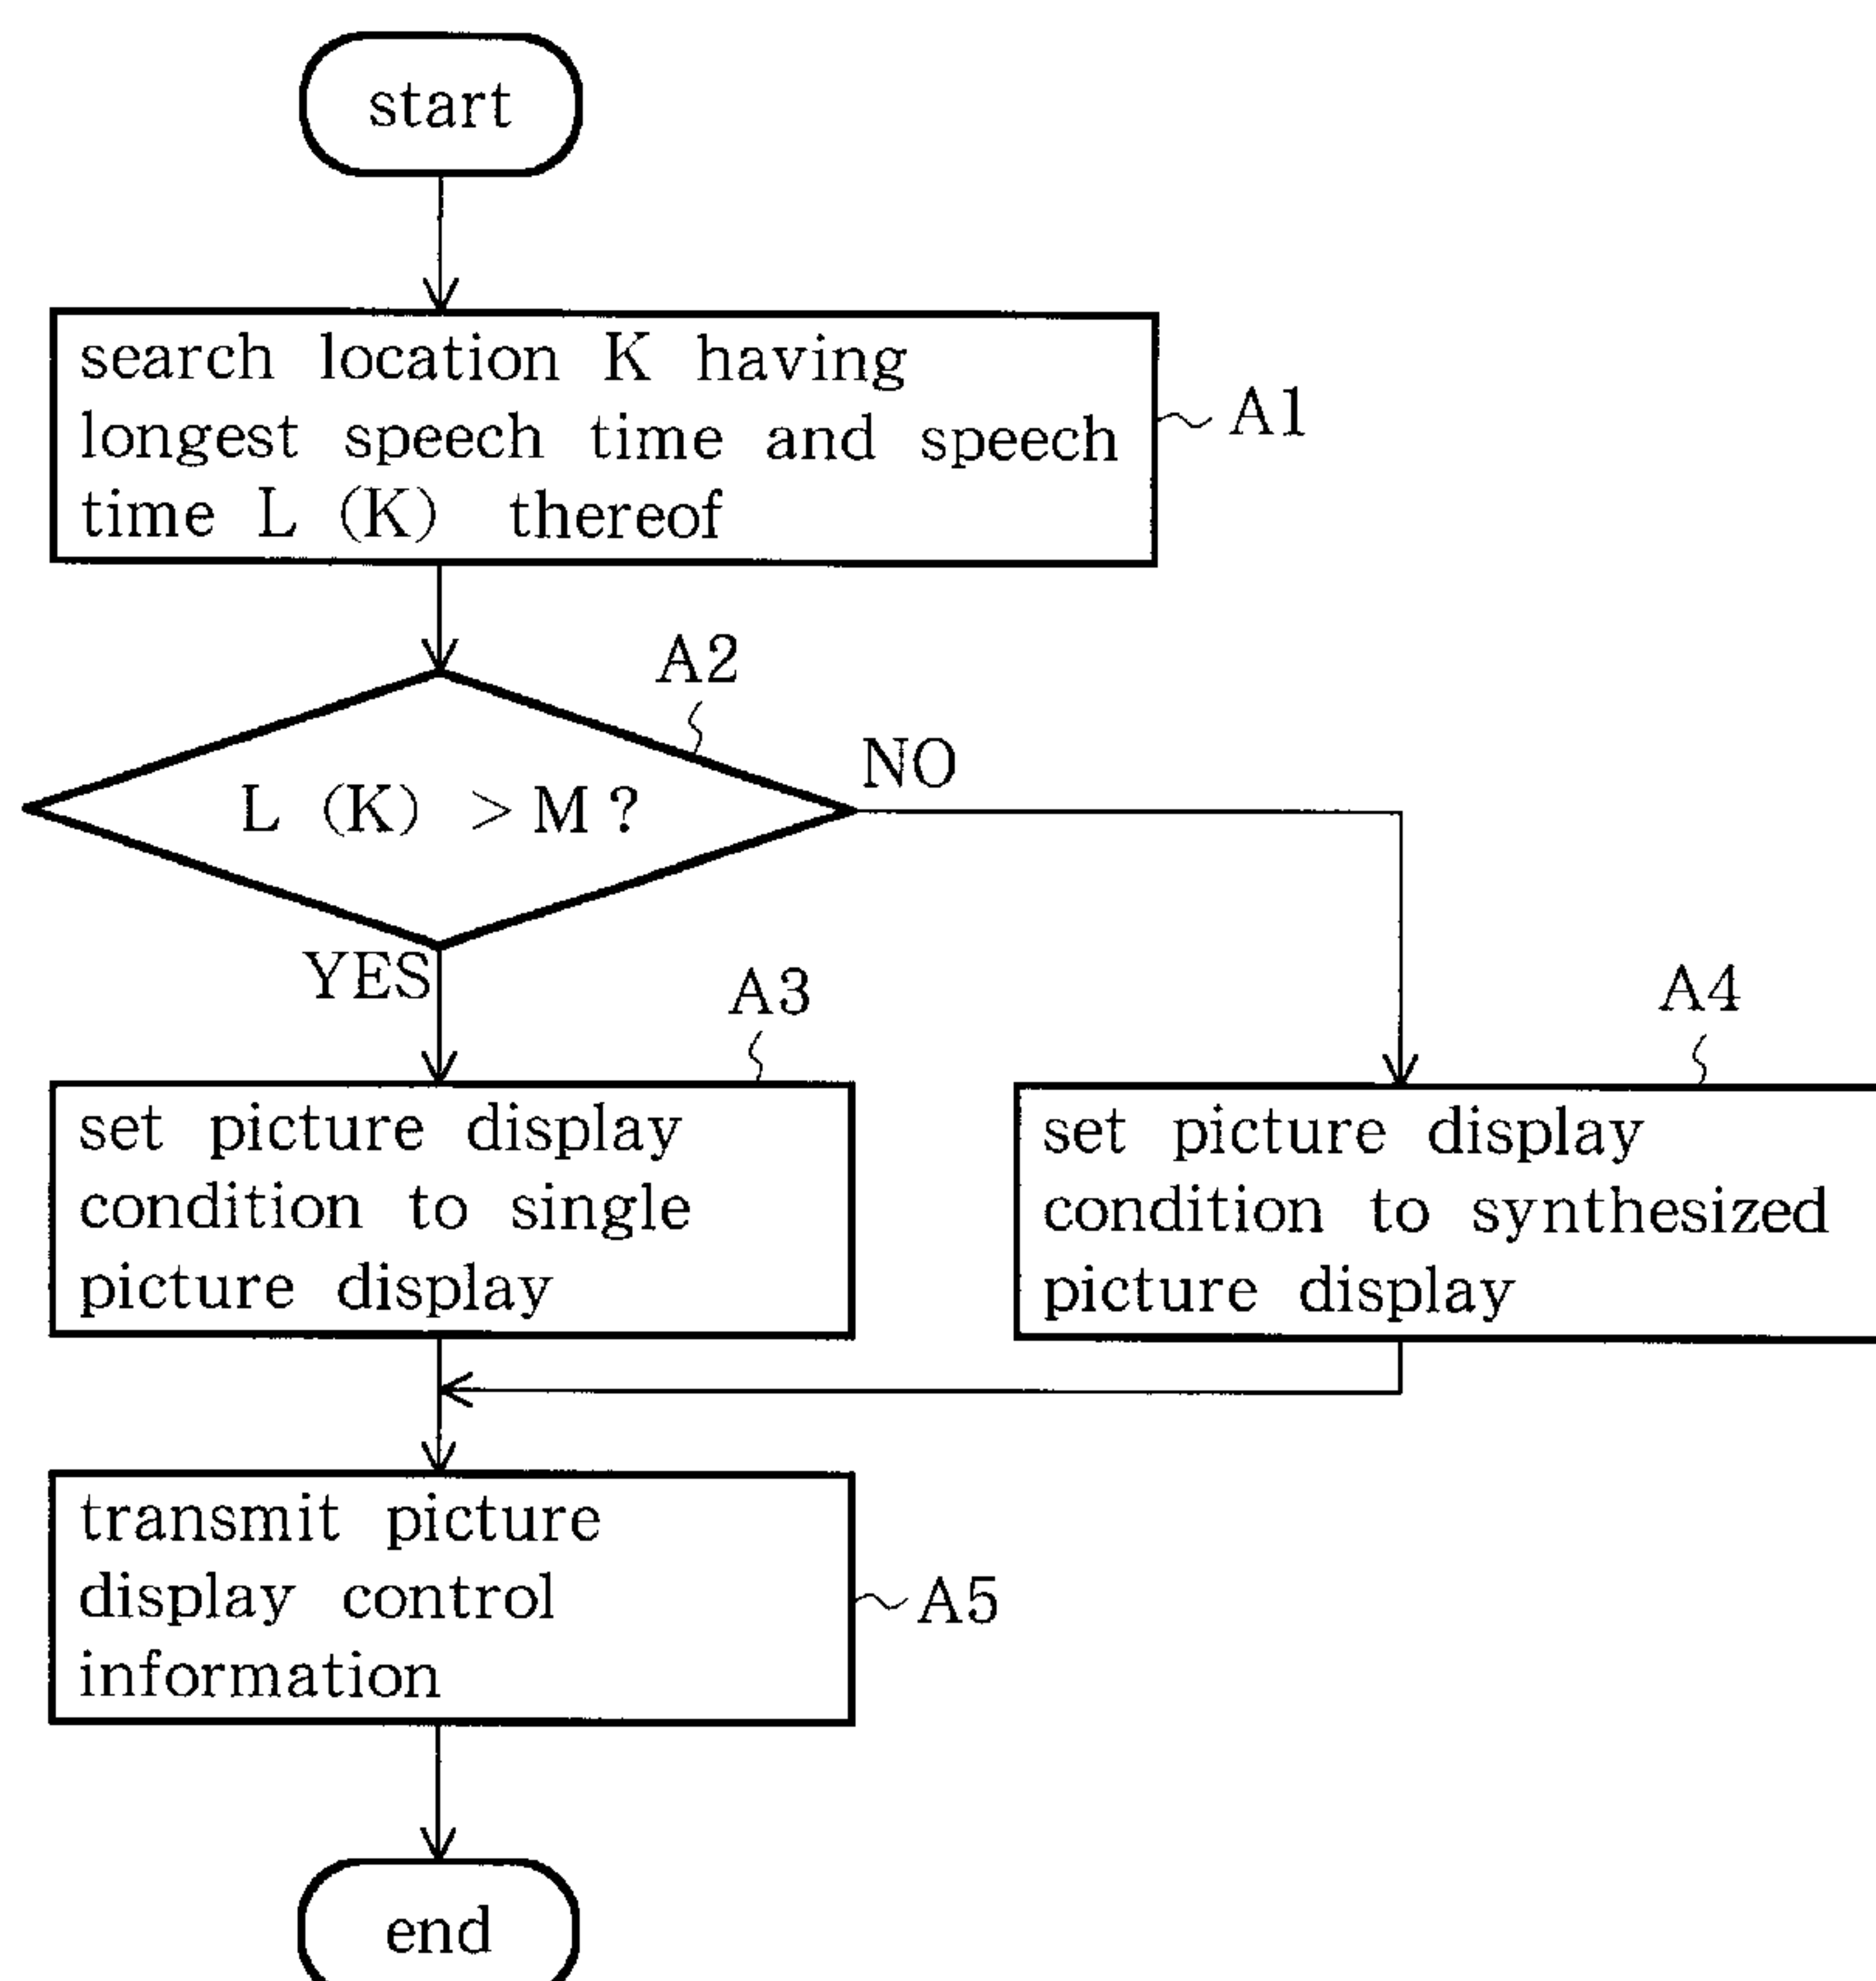 start
search location K having
longest speech time and speech
time L (K) thereof
A1
A2
L (K) > M ?
NO
YES
A3
set picture display
condition to single
picture display
A4
set picture display
condition to synthesized
picture display
transmit picture
display control
information
A5
end